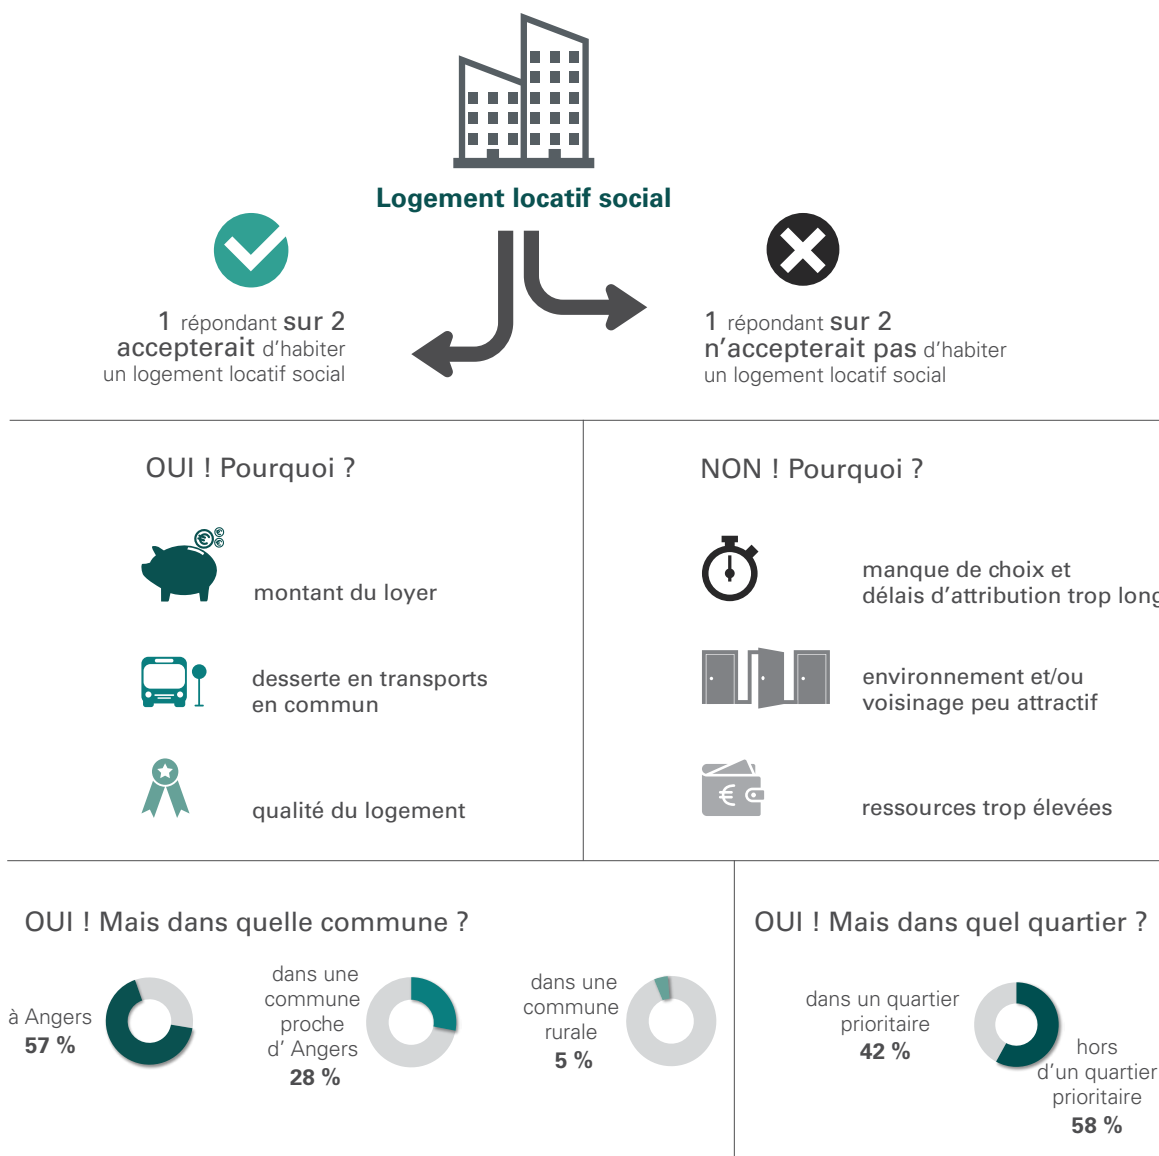 Logement locatif social
1 répondant sur 2
accepterait d’habiter
un logement locatif social
1 répondant sur 2
n’accepterait pas d’habiter
un logement locatif social
OUI ! Pourquoi ?
montant du loyer
desserte en transports
en commun
qualité du logement
NON ! Pourquoi ?
manque de choix et
délais d’attribution trop long
environnement et/ou
voisinage peu attractif
€
ressources trop élevées
OUI ! Mais dans quelle commune ?
à Angers
57 %
dans une
commune
proche
d’ Angers
28 %
dans une
commune
rurale
5 %
OUI ! Mais dans quel quartier ?
dans un quartier
prioritaire
42 %
hors
d’un quartier
prioritaire
58 %